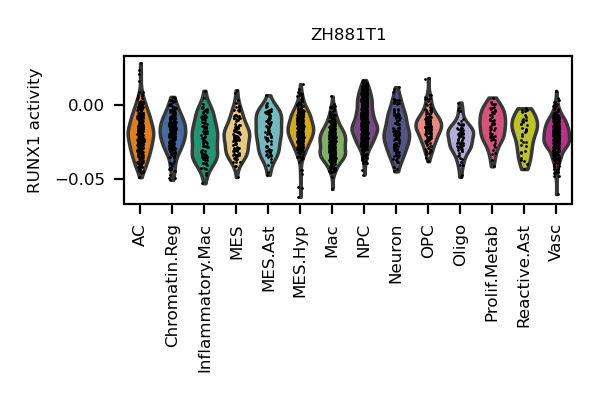 ZH881T1
RUNX1 activity
0.00
−0.05
AC
Chromatin.Reg
Inflammatory.Mac
MES
MES.Ast
MES.Hyp
Mac
NPC
Neuron
OPC
Oligo
Prolif.Metab
Reactive.Ast
Vasc